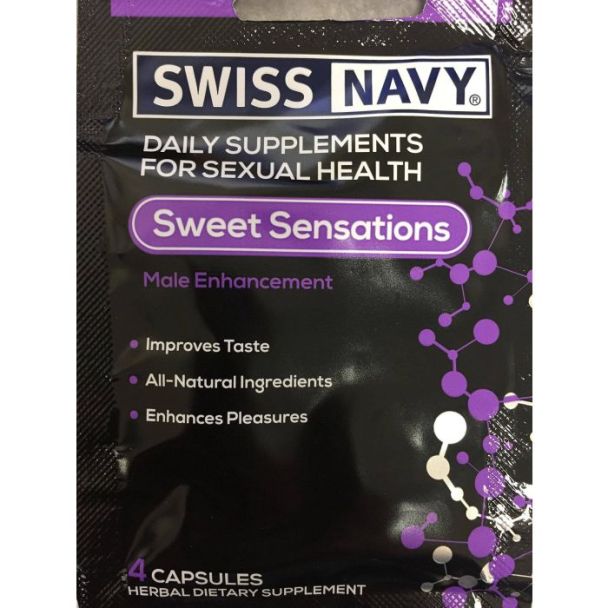 SWISS NAVY®
DAILY SUPPLEMENTS
FOR SEXUAL HEALTH
Sweet Sensations
Male Enhancement
• Improves Taste
• All-Natural Ingredients
• Enhances Pleasures
4 CAPSULES
HERBAL DIETARY SUPPLEMENT